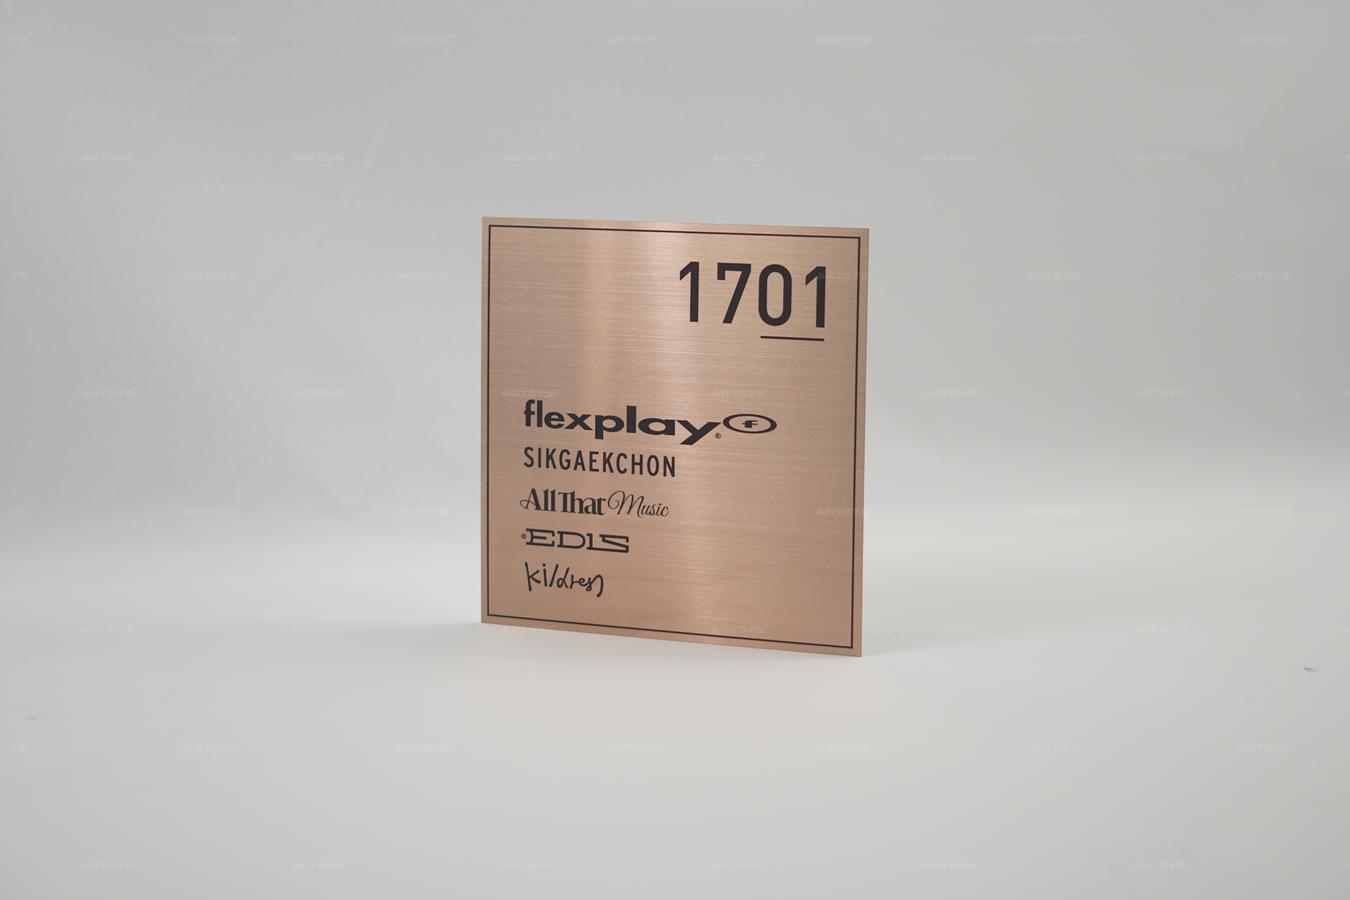 1701
flexplay® f
SIKGAEKCHON
All That Music
©EDIS
kildren